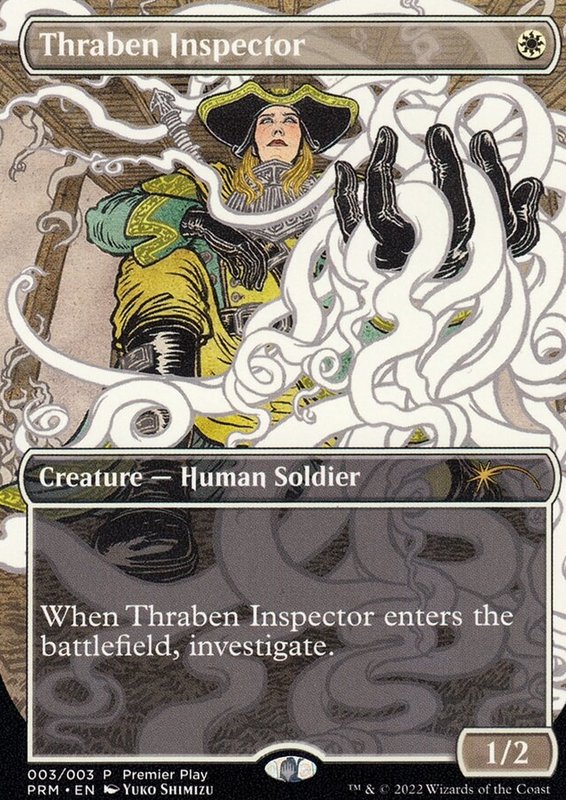 Thraben Inspector
Creature — Human Soldier
When Thraben Inspector enters the
battlefield, investigate.
1/2
003/003 P Premier Play
PRM • EN Yuko Shimizu
™ & © 2022 Wizards of the Coast